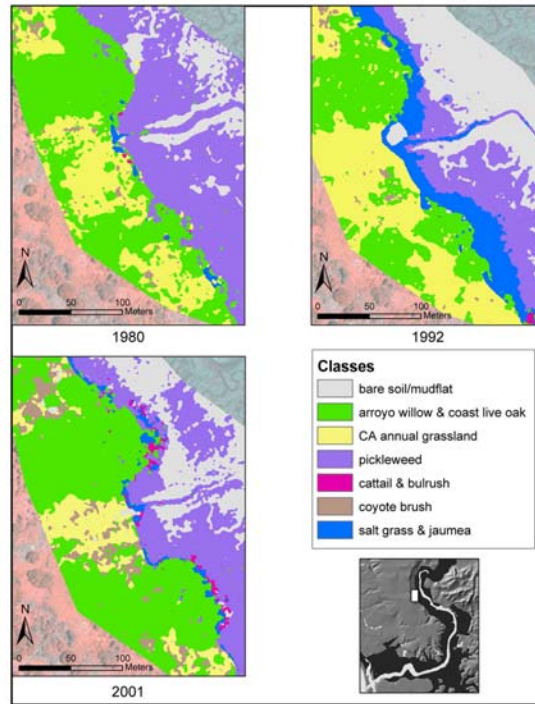 N
0 50 100
Meters
1980
N
0 50 100
Meters
1992
Classes
bare soil/mudflat
arroyo willow & coast live oak
CA annual grassland
pickleweed
cattail & bulrush
coyote brush
salt grass & jaumea
N
0 50 100
Meters
2001